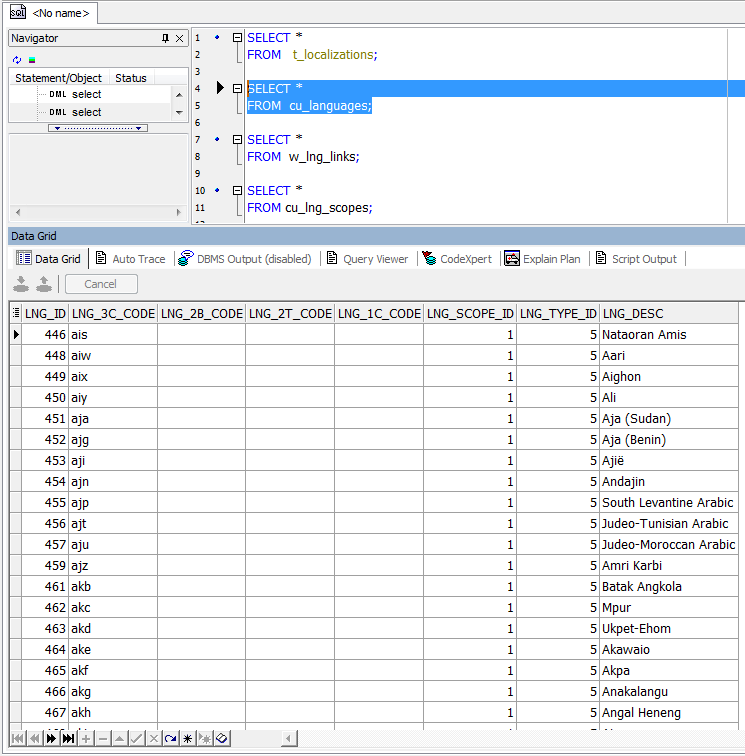 SQL <No name>
Navigator
Statement/Object Status
DML select
DML select
1 SELECT *
2 FROM t_localizations;
3
4 SELECT *
5 FROM cu_languages;
6
7 SELECT *
8 FROM w_lng_links;
9
10 SELECT *
11 FROM cu_lng_scopes;
Data Grid
Data Grid Auto Trace DBMS Output (disabled) Query Viewer CodeXpert Explain Plan Script Output
Cancel
LNG_ID LNG_3C_CODE LNG_2B_CODE LNG_2T_CODE LNG_1C_CODE LNG_SCOPE_ID LNG_TYPE_ID LNG_DESC
446 ais 1 5 Nataoran Amis
448 aiw 1 5 Aari
449 aix 1 5 Aighon
450 aiy 1 5 Ali
451 aja 1 5 Aja (Sudan)
452 ajg 1 5 Aja (Benin)
453 aji 1 5 Ajië
454 ajn 1 5 Andajin
455 ajp 1 5 South Levantine Arabic
456 ajt 1 5 Judeo-Tunisian Arabic
457 aju 1 5 Judeo-Moroccan Arabic
459 ajz 1 5 Amri Karbi
461 akb 1 5 Batak Angkola
462 akc 1 5 Mpur
463 akd 1 5 Ukpet-Ehom
464 ake 1 5 Akawaio
465 akf 1 5 Akpa
466 akg 1 5 Anakalangu
467 akh 1 5 Angal Heneng